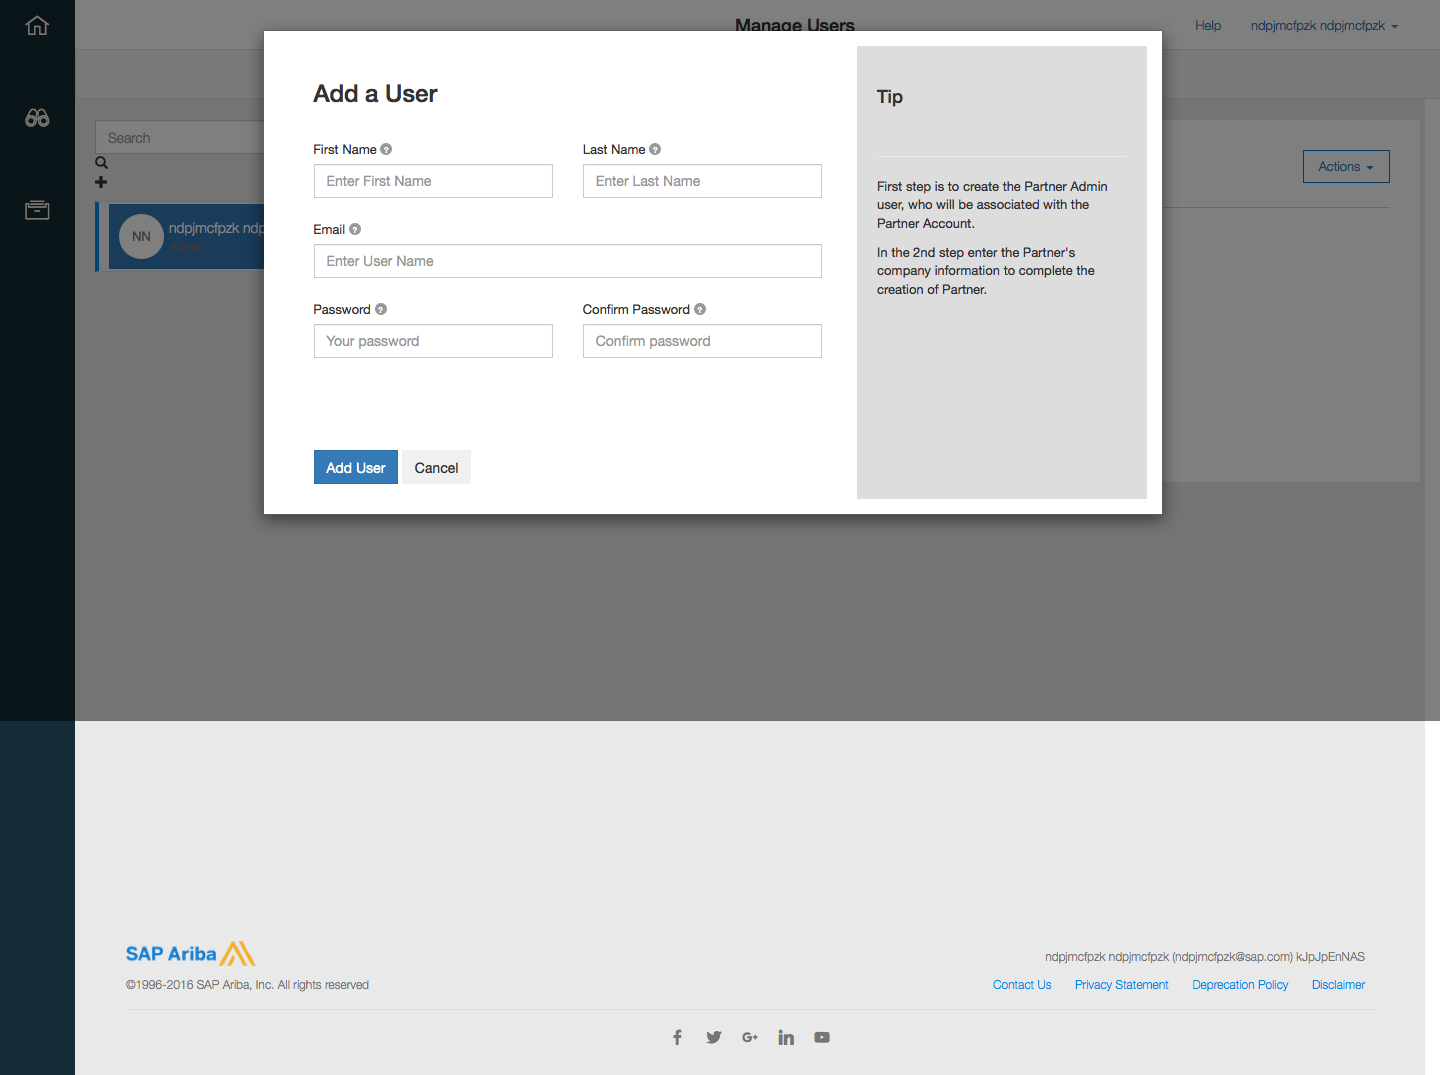 Manage Users
Help
ndpjmcfpzk ndpjmcfpzk
Search
NN
ndpjmcfpzk
Admin
Actions
Add a User
First Name
Enter First Name
Last Name
Enter Last Name
Email
Enter User Name
Password
Your password
Confirm Password
Confirm password
Add User
Cancel
Tip
First step is to create the Partner Admin
user, who will be associated with the
Partner Account.
In the 2nd step enter the Partner's
company information to complete the
creation of Partner.
SAP Ariba
©1996-2016 SAP Ariba, Inc. All rights reserved
ndpjmcfpzk ndpjmcfpzk (ndpjmcfpzk@sap.com) kJpJpEnNAS
Contact Us
Privacy Statement
Deprecation Policy
Disclaimer